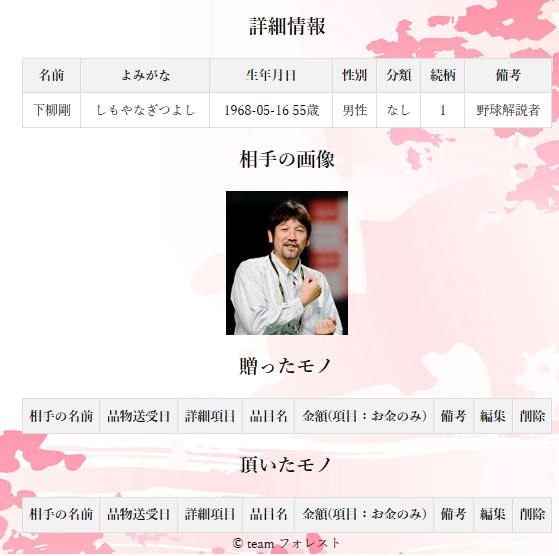 詳細情報
名前 よみがな 生年月日 性別 分類 続柄 備考
下柳剛 しもやなぎつよし 1968-05-16 55歳 男性 なし 1 野球解説者
相手の画像
贈ったモノ
相手の名前 品物送受日 詳細項目 品目名 金額(項目：お金のみ) 備考 編集 削除
頂いたモノ
相手の名前 品物送受日 詳細項目 品目名 金額(項目：お金のみ) 備考 編集 削除
© team フォレスト